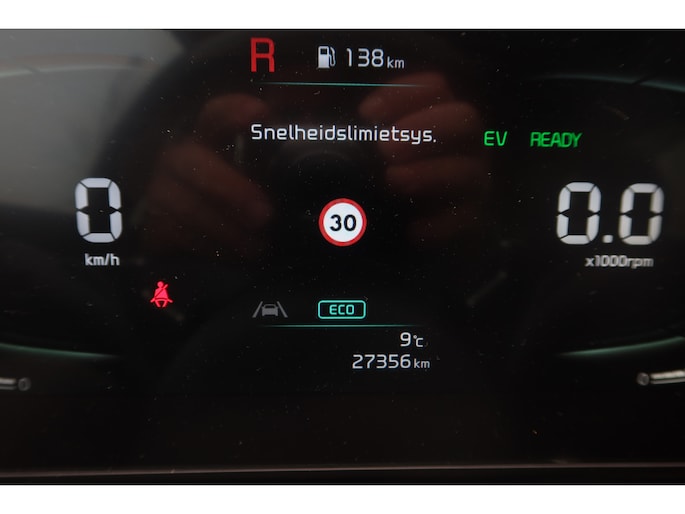 R 138 km
Snelheidslimietsys.
EV READY
0 km/h
30
0.0 x1000rpm
ECO
9°C
27356 km